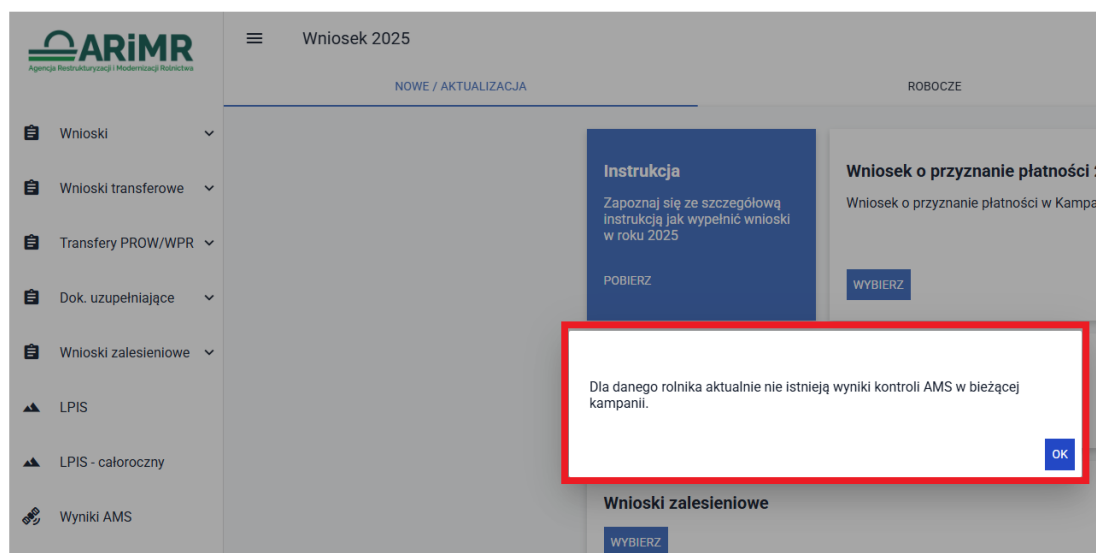 ARiMR
Agencja Restrukturyzacji i Modernizacji Rolnictwa
Wniosek 2025
NOWE / AKTUALIZACJA
ROBOCZE
Wnioski
Wnioski transferowe
Transfery PROW/WPR
Dok. uzupełniające
Wnioski zalesieniowe
LPIS
LPIS - całoroczny
Wyniki AMS
Instrukcja
Zapoznaj się ze szczegółową
instrukcją jak wypełnić wnioski
w roku 2025
POBIERZ
Wniosek o przyznanie płatności
Wniosek o przyznanie płatności w Kampa
WYBIERZ
Dla danego rolnika aktualnie nie istnieją wyniki kontroli AMS w bieżącej
kampanii.
OK
Wnioski zalesieniowe
WYBIERZ